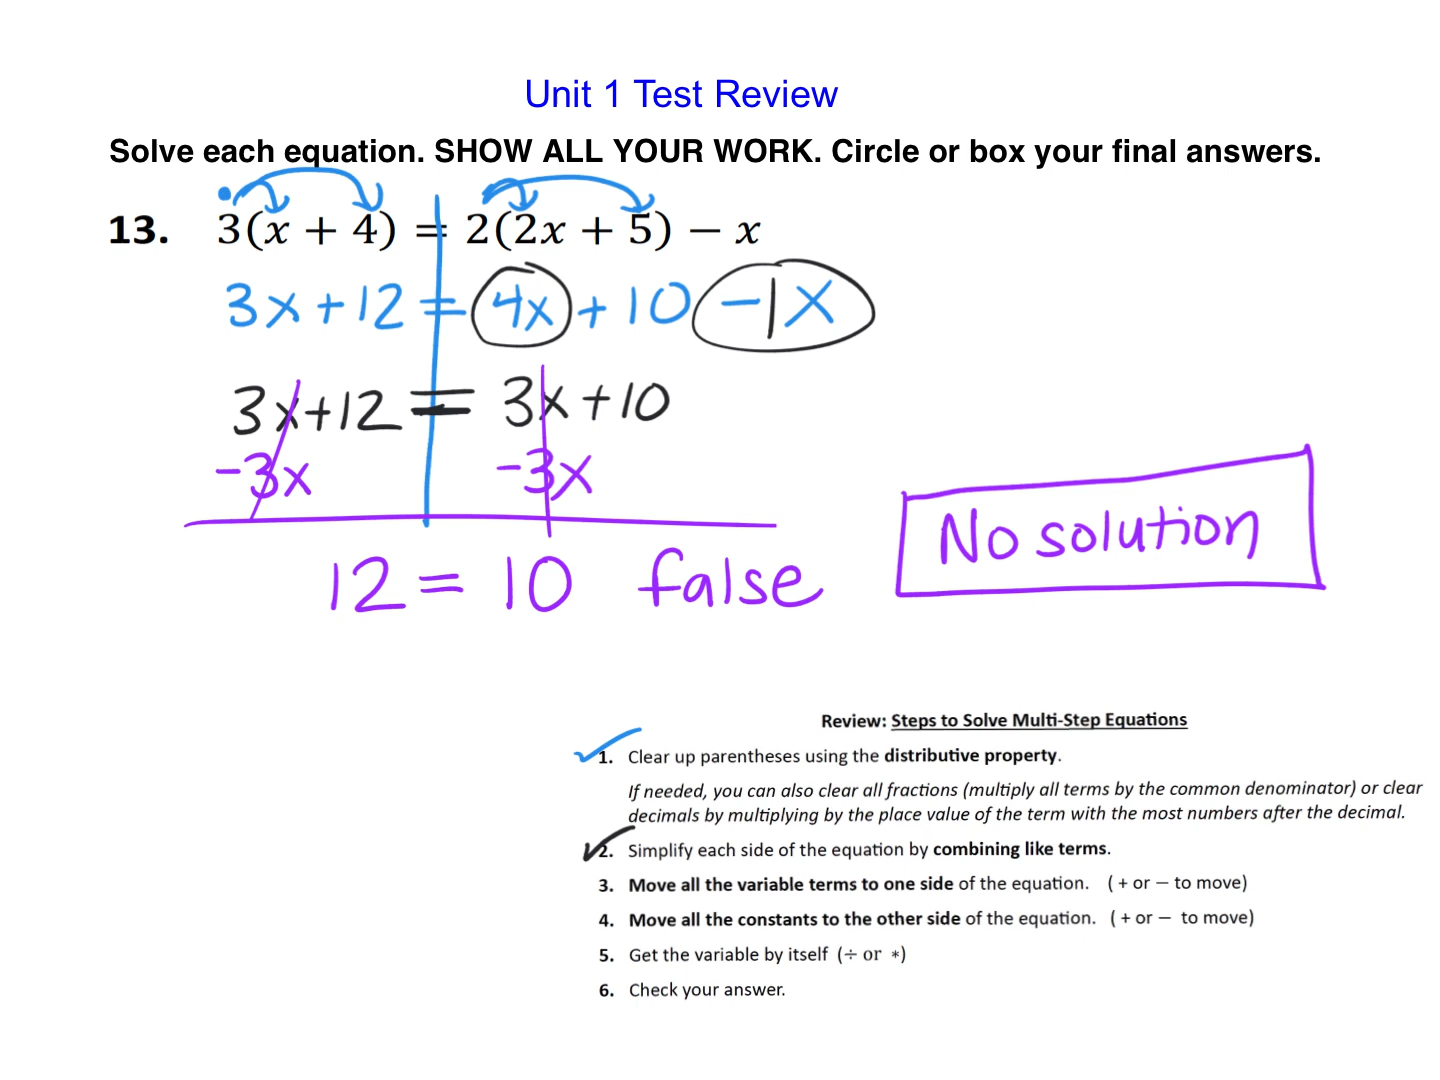 Unit 1 Test Review
Solve each equation. SHOW ALL YOUR WORK. Circle or box your final answers.
13. 3(x + 4) = 2(2x + 5) − x
3x + 12 = 4x + 10 − 1x
3x + 12 = 3x + 10
−3x −3x
12 = 10 false
No solution
Review: Steps to Solve Multi-Step Equations
1. Clear up parentheses using the distributive property.
If needed, you can also clear all fractions (multiply all terms by the common denominator) or clear
decimals by multiplying by the place value of the term with the most numbers after the decimal.
2. Simplify each side of the equation by combining like terms.
3. Move all the variable terms to one side of the equation. ( + or − to move)
4. Move all the constants to the other side of the equation. ( + or − to move)
5. Get the variable by itself (÷ or *)
6. Check your answer.